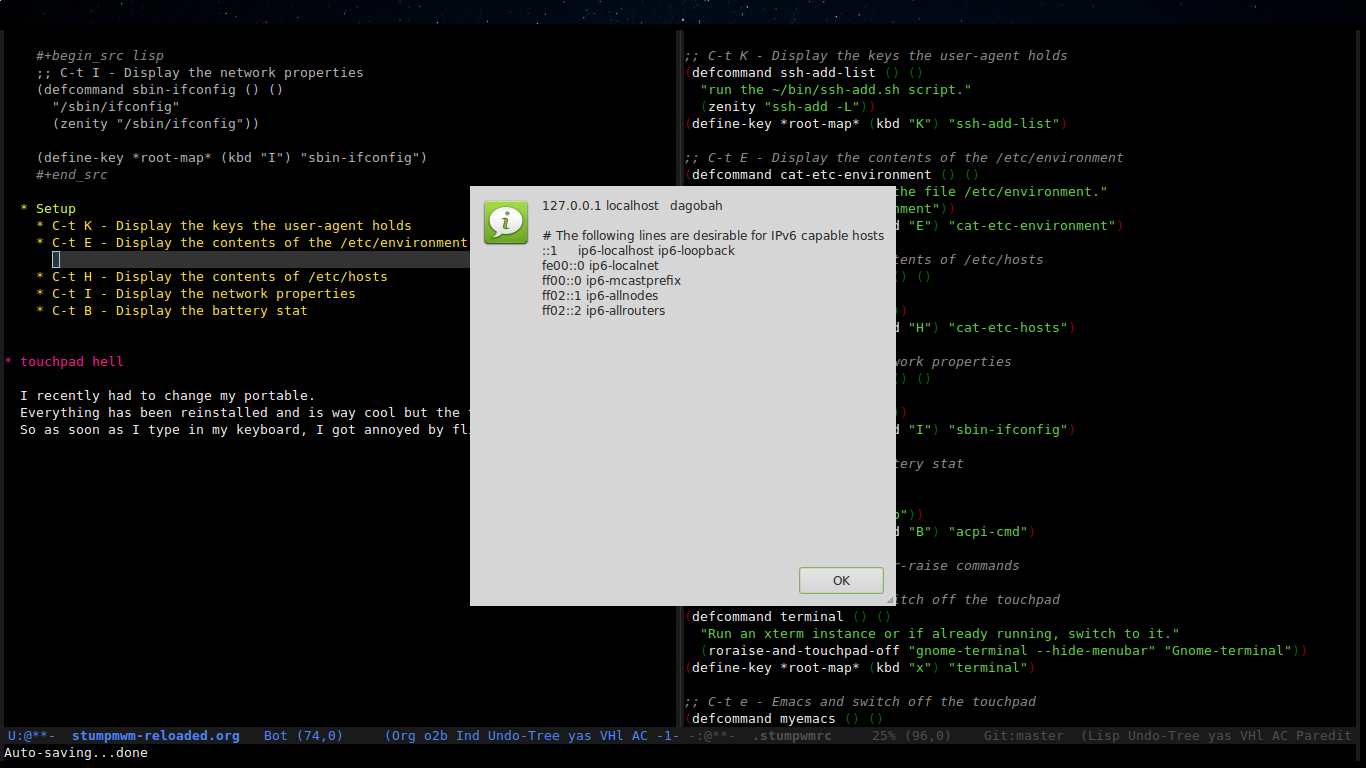 #+begin_src lisp
;; C-t I - Display the network properties
(defcommand sbin-ifconfig () ()
"/sbin/ifconfig"
(zenity "/sbin/ifconfig"))
(define-key *root-map* (kbd "I") "sbin-ifconfig")
#+end_src
* Setup
* C-t K - Display the keys the user-agent holds
* C-t E - Display the contents of the /etc/environment
* C-t H - Display the contents of /etc/hosts
* C-t I - Display the network properties
* C-t B - Display the battery stat
* touchpad hell
I recently had to change my portable.
Everything has been reinstalled and is way cool but the
So as soon as I type in my keyboard, I got annoyed by
U:@**-  stumpmwm-reloaded.org   Bot (74,0)     (Org o2b Ind Undo-Tree yas VHl AC -1-
Auto-saving...done
127.0.0.1 localhost   dagobah
# The following lines are desirable for IPv6 capable hosts
::1     ip6-localhost ip6-loopback
fe00::0 ip6-localnet
ff00::0 ip6-mcastprefix
ff02::1 ip6-allnodes
ff02::2 ip6-allrouters
OK
;; C-t K - Display the keys the user-agent holds
(defcommand ssh-add-list () ()
"run the ~/bin/ssh-add.sh script."
(zenity "ssh-add -L"))
(define-key *root-map* (kbd "K") "ssh-add-list")
;; C-t E - Display the contents of the /etc/environment
(defcommand cat-etc-environment () ()
the file /etc/environment."
"))
"E") "cat-etc-environment")
of /etc/hosts
() ()
))
"H") "cat-etc-hosts")
properties
) ()
))
"I") "sbin-ifconfig")
stat
"))
"B") "acpi-cmd")
commands
off the touchpad
(defcommand terminal () ()
"Run an xterm instance or if already running, switch to it."
(roraise-and-touchpad-off "gnome-terminal --hide-menubar" "Gnome-terminal"))
(define-key *root-map* (kbd "x") "terminal")
;; C-t e - Emacs and switch off the touchpad
(defcommand myemacs () ()
-:@**-  .stumpwmrc     25% (96,0)    Git:master  (Lisp Undo-Tree yas VHl AC Paredit